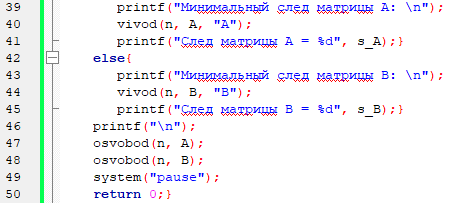 39 printf("Минимальный след матрицы A: \n");
40 vivod(n, A, "A");
41 printf("След матрицы A = %d", s_A);}
42 else{
43 printf("Минимальный след матрицы B: \n");
44 vivod(n, B, "B");
45 printf("След матрицы B = %d", s_B);}
46 printf("\n");
47 osvobod(n, A);
48 osvobod(n, B);
49 system("pause");
50 return 0;}